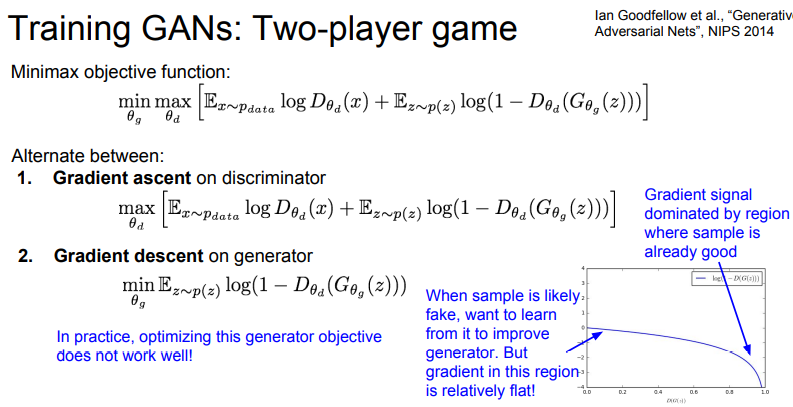 Training GANs: Two-player game
Ian Goodfellow et al., “Generative
Adversarial Nets”, NIPS 2014
Minimax objective function:
$\min_{\theta_g} \max_{\theta_d} \left[ \mathbb{E}_{x \sim p_{data}} \log D_{\theta_d}(x) + \mathbb{E}_{z \sim p(z)} \log(1 - D_{\theta_d}(G_{\theta_g}(z))) \right]$
Alternate between:
1. Gradient ascent on discriminator
$\max_{\theta_d} \left[ \mathbb{E}_{x \sim p_{data}} \log D_{\theta_d}(x) + \mathbb{E}_{z \sim p(z)} \log(1 - D_{\theta_d}(G_{\theta_g}(z))) \right]$
2. Gradient descent on generator
$\min_{\theta_g} \mathbb{E}_{z \sim p(z)} \log(1 - D_{\theta_d}(G_{\theta_g}(z)))$
In practice, optimizing this generator objective
does not work well!
When sample is likely
fake, want to learn
from it to improve
generator. But
gradient in this region
is relatively flat!
Gradient signal
dominated by region
where sample is
already good
4
2
1
0
−2
−3
−4
0.0 0.2 0.4 0.6 0.8 1.0
D(G(z))